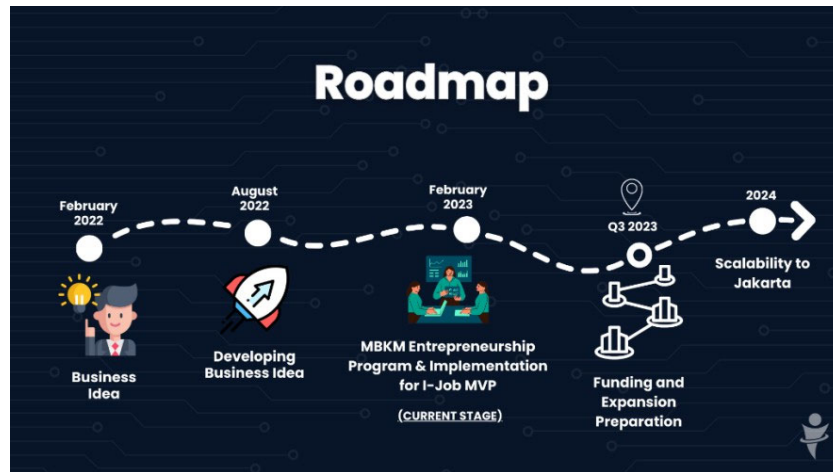 Roadmap
February
2022
Business
Idea
August
2022
Developing
Business Idea
February
2023
MBKM Entrepreneurship
Program & Implementation
for I-Job MVP
(CURRENT STAGE)
Q3 2023
Funding and
Expansion
Preparation
2024
Scalability to
Jakarta